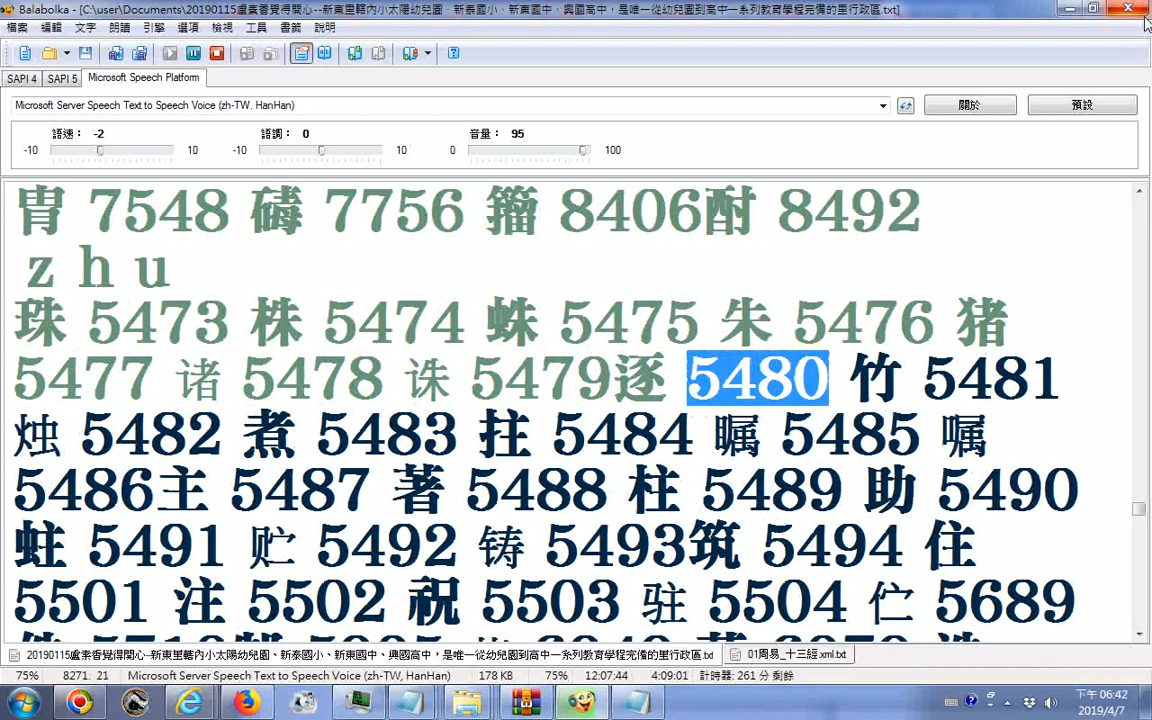 Balabolka - [C:\user\Documents\20190115盧素香覺得開心--新東里轄內小太陽幼兒園、新泰國小、新東國中、興國高中，是唯一從幼兒園到高中一系列教育學程完備的里行政區.txt]
檔案 編輯 文字 朗讀 引擎 選項 檢視 工具 書籤 說明
SAPI 4 SAPI 5 Microsoft Speech Platform
Microsoft Server Speech Text to Speech Voice (zh-TW, HanHan) 關於 預設
語速： -2 語調： 0 音量： 95
-10 10 -10 10 0 100
胄 7548 礴 7756 籀 8406酎 8492
z h u
珠 5473 株 5474 蛛 5475 朱 5476 猪
5477 诸 5478 诛 5479逐 5480 竹 5481
烛 5482 煮 5483 拄 5484 瞩 5485 嘱
5486主 5487 著 5488 柱 5489 助 5490
蛀 5491 贮 5492 铸 5493筑 5494 住
5501 注 5502 祝 5503 驻 5504 伫 5689
20190115盧素香覺得開心--新東里轄內小太陽幼兒園、新泰國小、新東國中、興國高中，是唯一從幼兒園到高中一系列教育學程完備的里行政區.txt 01周易_十三經.xml.txt
75% 8271: 21 Microsoft Server Speech Text to Speech Voice (zh-TW, HanHan) 178 KB 75% 12:07:44 4:09:01 計時器: 261 分 剩餘
下午 06:42
2019/4/7